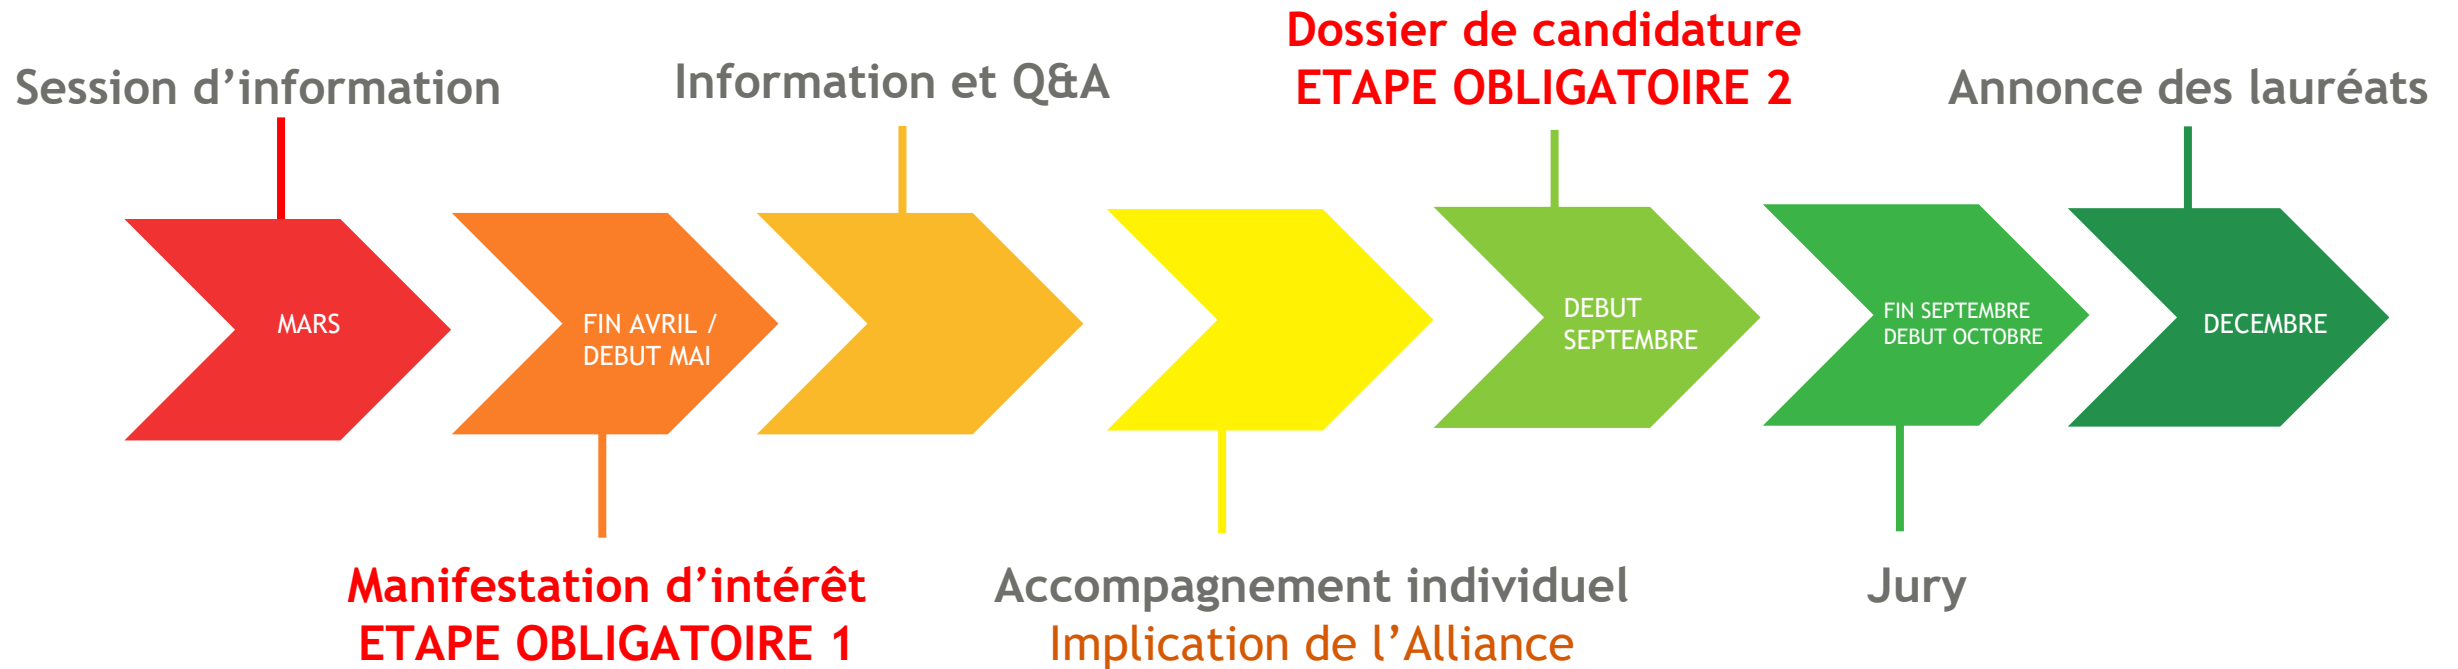 Session d’information
MARS
FIN AVRIL /
DEBUT MAI
Manifestation d’intérêt
ETAPE OBLIGATOIRE 1
Information et Q&A
Accompagnement individuel
Implication de l’Alliance
Dossier de candidature
ETAPE OBLIGATOIRE 2
DEBUT
SEPTEMBRE
FIN SEPTEMBRE
DEBUT OCTOBRE
Jury
Annonce des lauréats
DECEMBRE